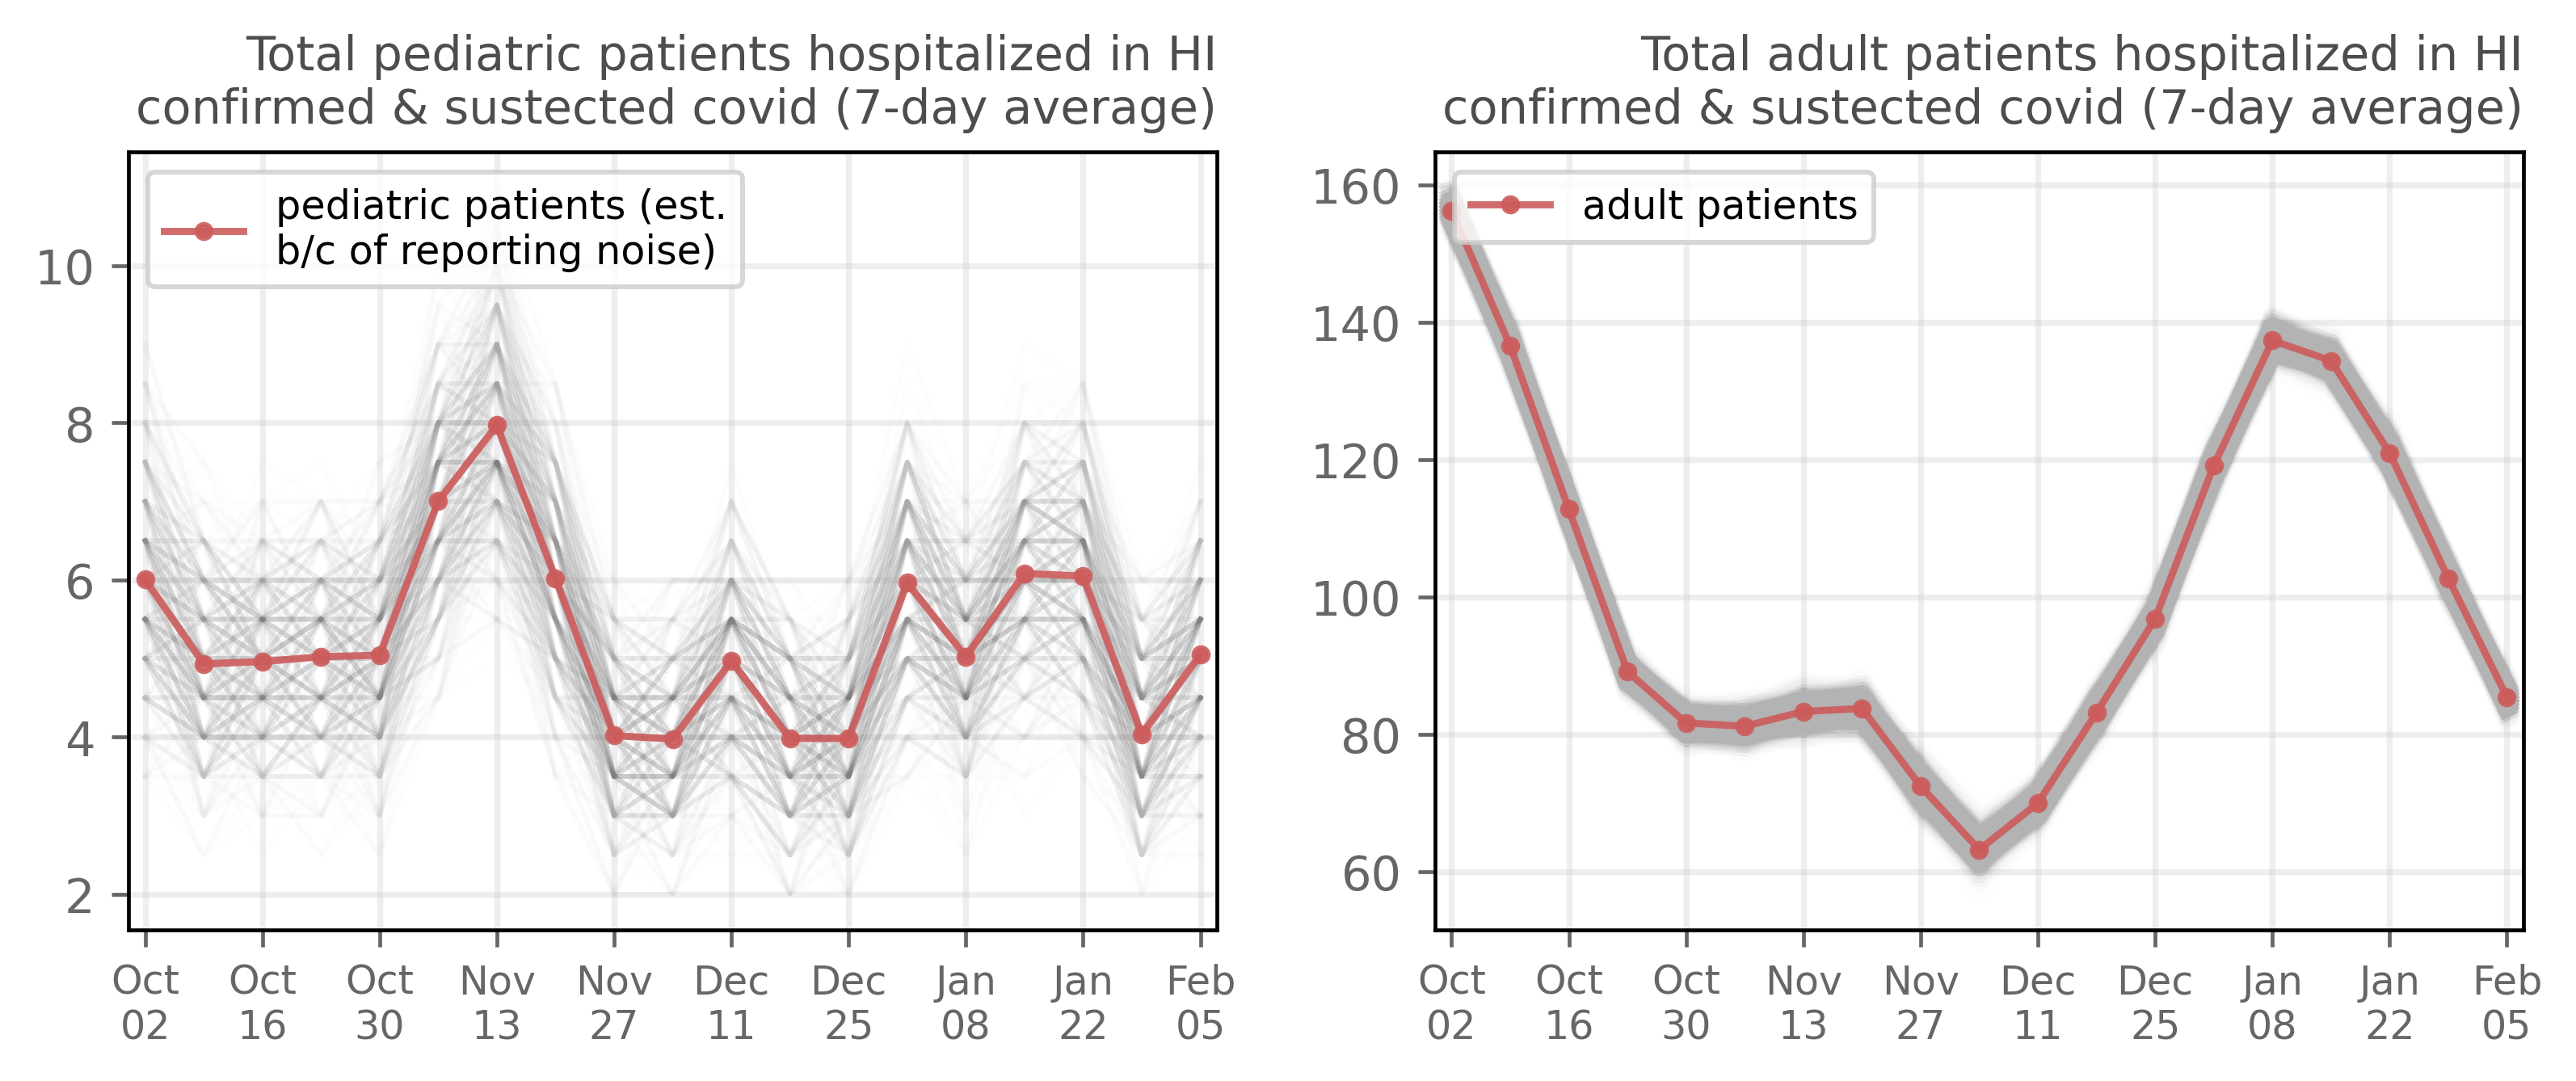 Total pediatric patients hospitalized in HI
confirmed & sustected covid (7-day average)
pediatric patients (est.
b/c of reporting noise)
10
8
6
4
2
Oct Oct Oct Nov Nov Dec Dec Jan Jan Feb
02 16 30 13 27 11 25 08 22 05
Total adult patients hospitalized in HI
confirmed & sustected covid (7-day average)
adult patients
160
140
120
100
80
60
Oct Oct Oct Nov Nov Dec Dec Jan Jan Feb
02 16 30 13 27 11 25 08 22 05